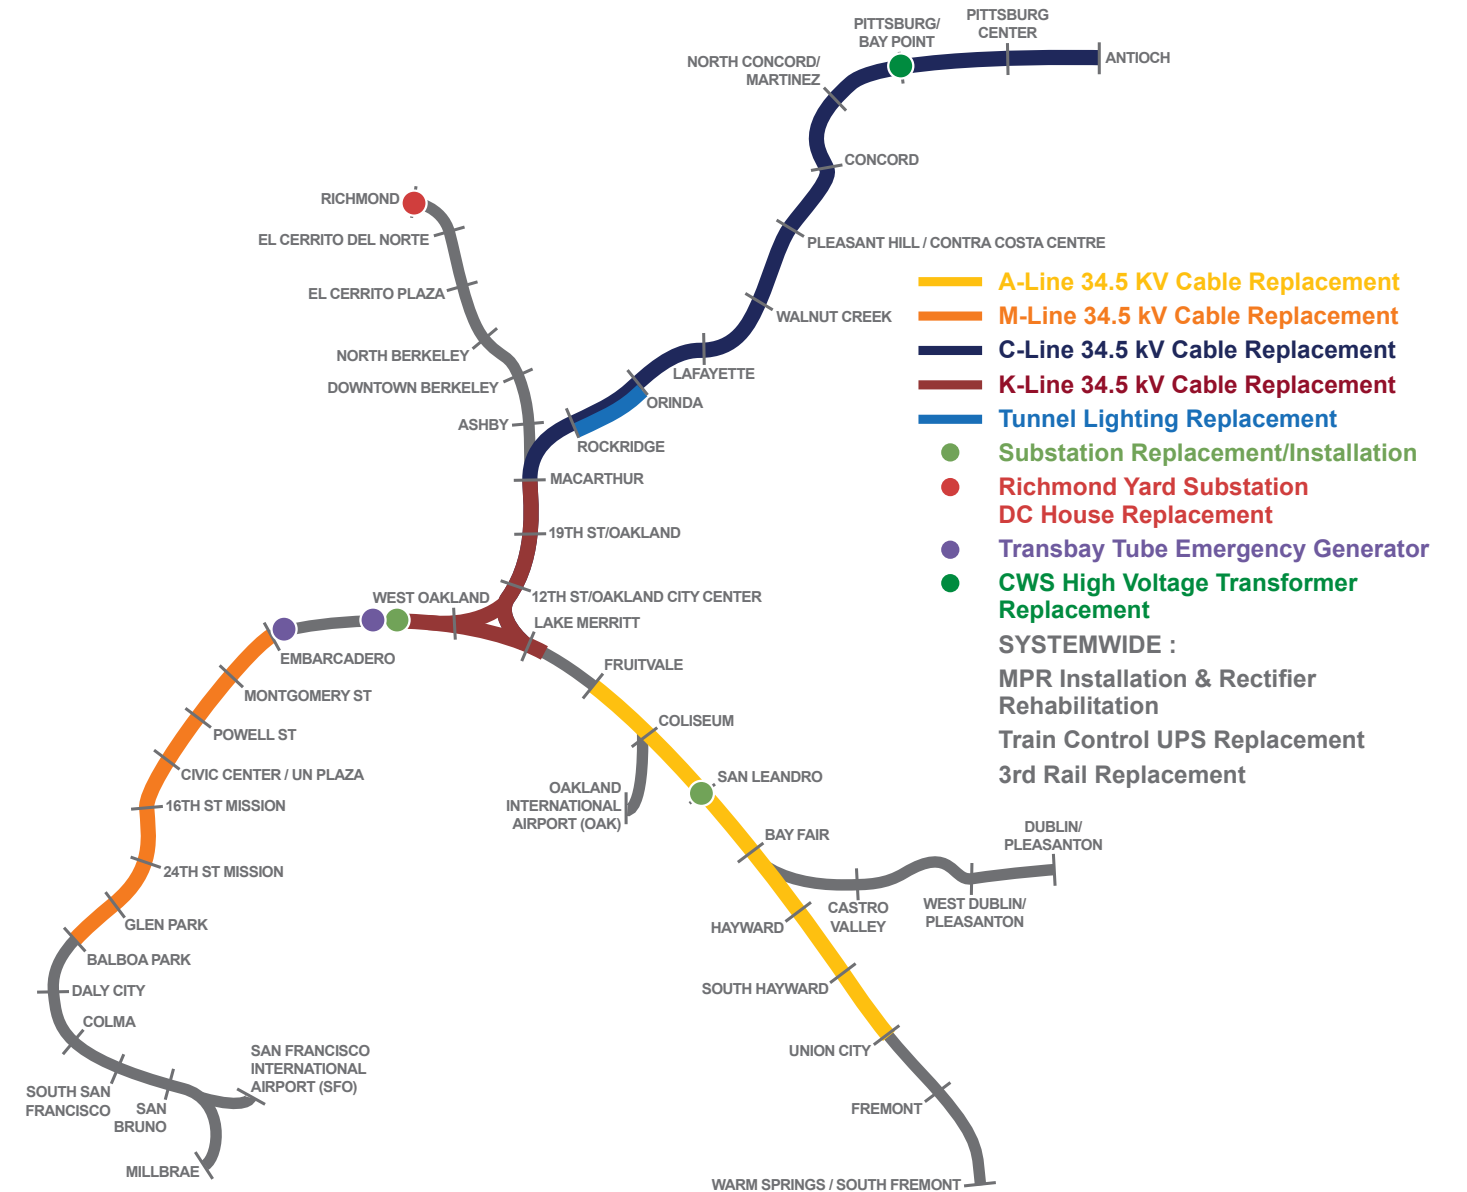 PITTSBURG/
BAY POINT
PITTSBURG
CENTER
ANTIOCH
NORTH CONCORD/
MARTINEZ
CONCORD
PLEASANT HILL / CONTRA COSTA CENTRE
WALNUT CREEK
LAFAYETTE
ORINDA
ROCKRIDGE
MACARTHUR
RICHMOND
EL CERRITO DEL NORTE
EL CERRITO PLAZA
NORTH BERKELEY
DOWNTOWN BERKELEY
ASHBY
19TH ST/OAKLAND
12TH ST/OAKLAND CITY CENTER
WEST OAKLAND
LAKE MERRITT
FRUITVALE
COLISEUM
OAKLAND
INTERNATIONAL
AIRPORT (OAK)
SAN LEANDRO
BAY FAIR
CASTRO
VALLEY
WEST DUBLIN/
PLEASANTON
DUBLIN/
PLEASANTON
HAYWARD
SOUTH HAYWARD
UNION CITY
FREMONT
WARM SPRINGS / SOUTH FREMONT
EMBARCADERO
MONTGOMERY ST
POWELL ST
CIVIC CENTER / UN PLAZA
16TH ST MISSION
24TH ST MISSION
GLEN PARK
BALBOA PARK
DALY CITY
COLMA
SOUTH SAN
FRANCISCO
SAN
BRUNO
SAN FRANCISCO
INTERNATIONAL
AIRPORT (SFO)
MILLBRAE
A-Line 34.5 KV Cable Replacement
M-Line 34.5 kV Cable Replacement
C-Line 34.5 kV Cable Replacement
K-Line 34.5 kV Cable Replacement
Tunnel Lighting Replacement
Substation Replacement/Installation
Richmond Yard Substation
DC House Replacement
Transbay Tube Emergency Generator
CWS High Voltage Transformer
Replacement
SYSTEMWIDE :
MPR Installation & Rectifier
Rehabilitation
Train Control UPS Replacement
3rd Rail Replacement